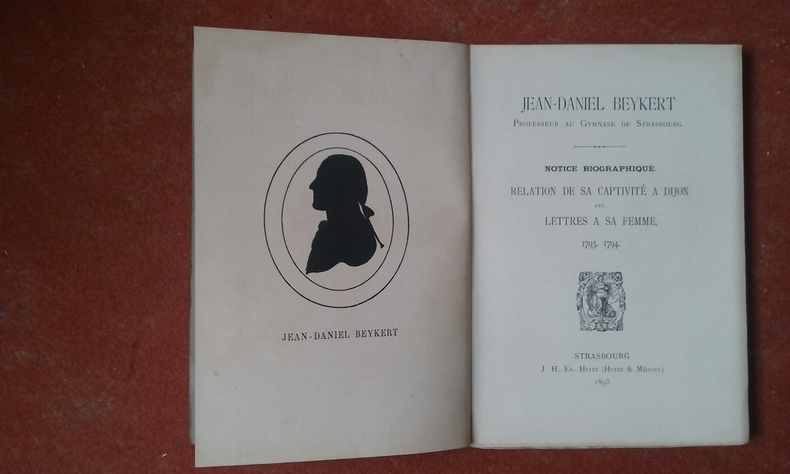 JEAN-DANIEL BEYKERT
JEAN-DANIEL BEYKERT
PROFESSEUR AU GYMNASE DE STRASBOURG.
NOTICE BIOGRAPHIQUE
RELATION DE SA CAPTIVITÉ A DIJON
LETTRES A SA FEMME,
1793. 1794.
STRASBOURG
J. H. ED. HEITZ (HEITZ & MÜNDEL)